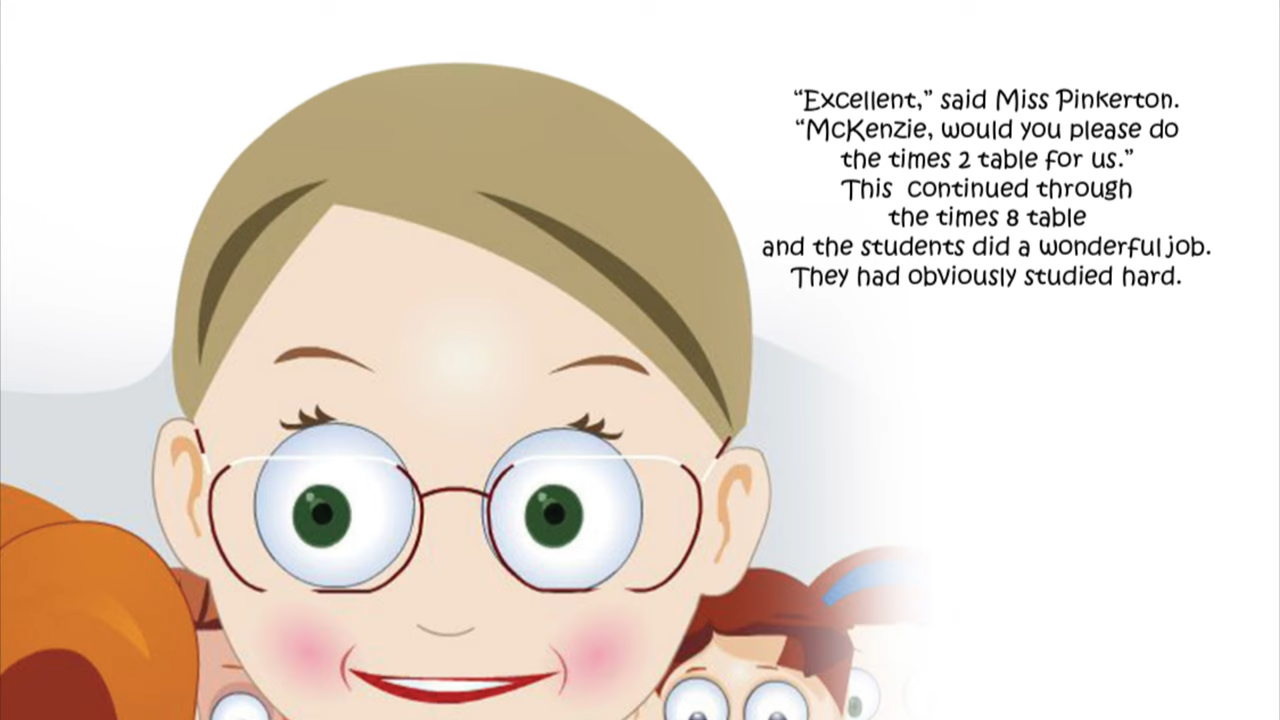 “Excellent,” said Miss Pinkerton.
“McKenzie, would you please do
the times 2 table for us.”
This continued through
the times 8 table
and the students did a wonderful job.
They had obviously studied hard.